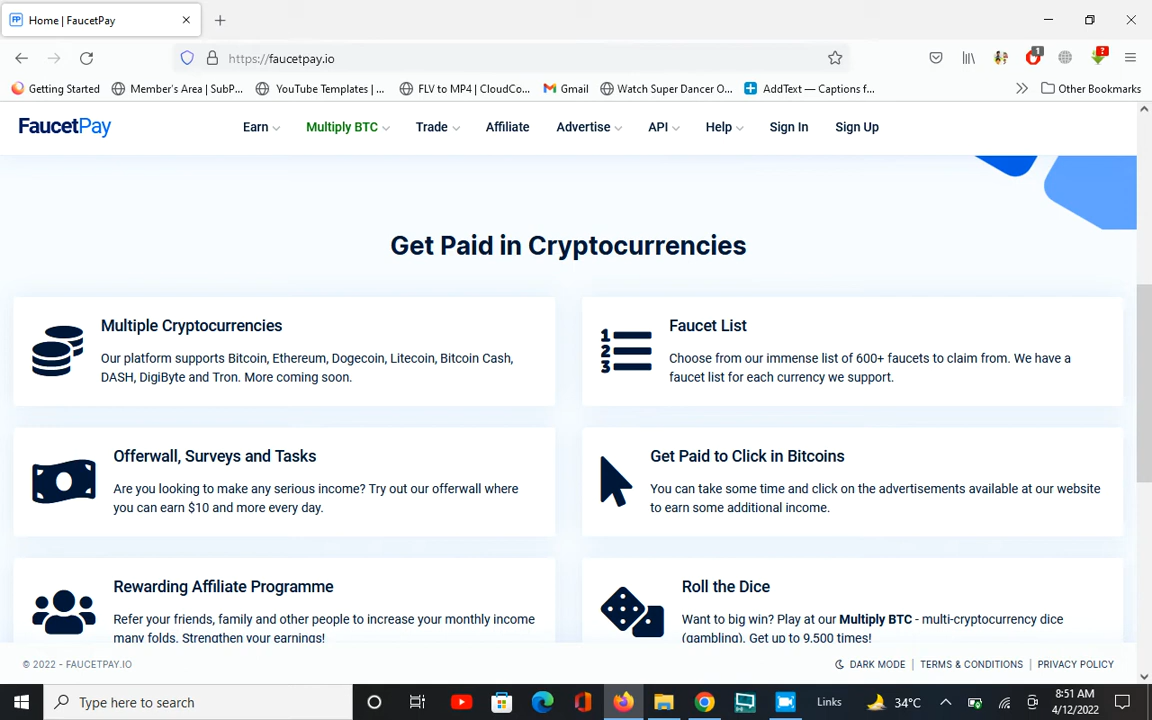 Home | FaucetPay
https://faucetpay.io
1
?
Getting Started
Member's Area | SubP...
YouTube Templates | ...
FLV to MP4 | CloudCo...
Gmail
Watch Super Dancer O...
AddText — Captions f...
Other Bookmarks
FaucetPay
Earn
Multiply BTC
Trade
Affiliate
Advertise
API
Help
Sign In
Sign Up
Get Paid in Cryptocurrencies
Multiple Cryptocurrencies
Our platform supports Bitcoin, Ethereum, Dogecoin, Litecoin, Bitcoin Cash,
DASH, DigiByte and Tron. More coming soon.
1
2
3
Faucet List
Choose from our immense list of 600+ faucets to claim from. We have a
faucet list for each currency we support.
Offerwall, Surveys and Tasks
Are you looking to make any serious income? Try out our offerwall where
you can earn $10 and more every day.
Get Paid to Click in Bitcoins
You can take some time and click on the advertisements available at our website
to earn some additional income.
Rewarding Affiliate Programme
Refer your friends, family and other people to increase your monthly income
many folds. Strengthen your earnings!
Roll the Dice
Want to big win? Play at our Multiply BTC - multi-cryptocurrency dice
(gambling). Get up to 9,500 times!
© 2022 - FAUCETPAY.IO
DARK MODE | TERMS & CONDITIONS | PRIVACY POLICY
Type here to search
Links
34°C
8:51 AM
4/12/2022